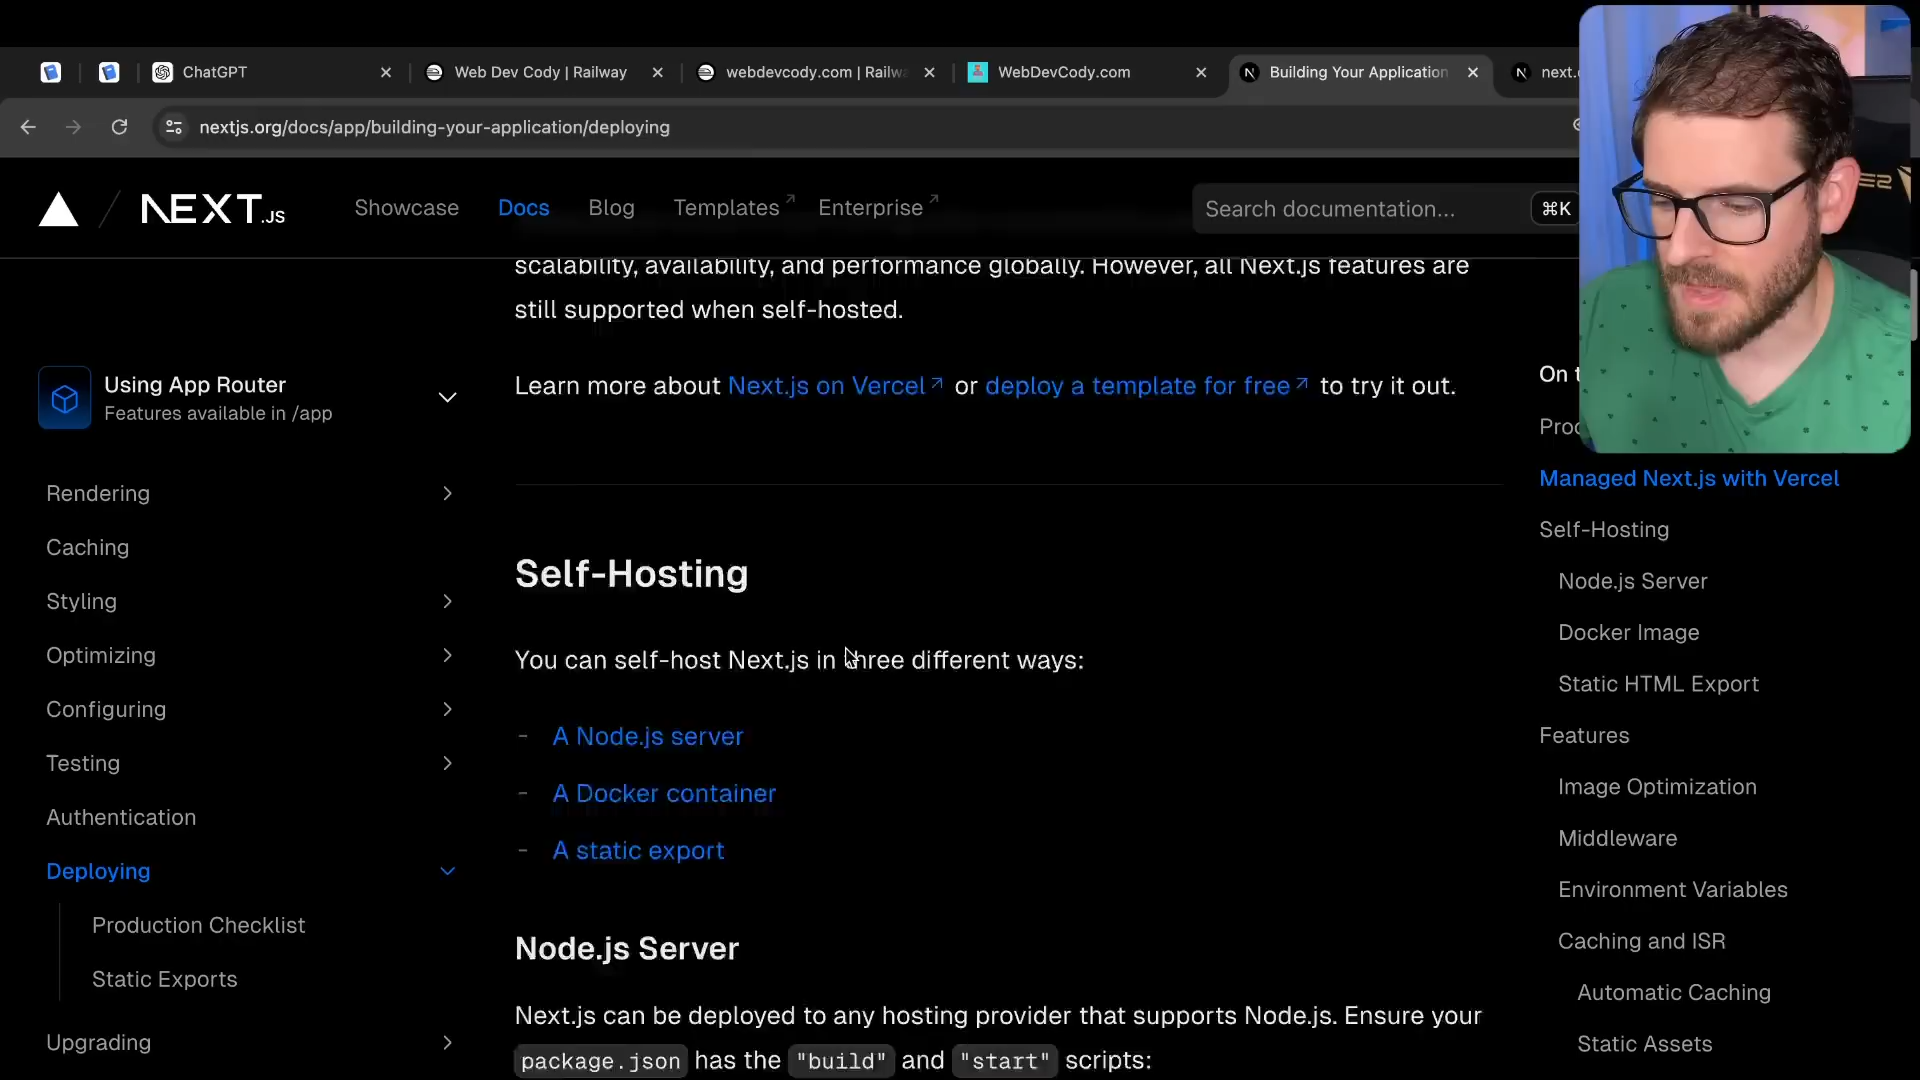 ChatGPT
Web Dev Cody | Railway
webdevcody.com | Railwa
WebDevCody.com
Building Your Application
next.
nextjs.org/docs/app/building-your-application/deploying
NEXT.JS
Showcase
Docs
Blog
Templates
Enterprise
Search documentation...
⌘K
scalability, availability, and performance globally. However, all Next.js features are
still supported when self-hosted.
Learn more about Next.js on Vercel or deploy a template for free to try it out.
Self-Hosting
You can self-host Next.js in three different ways:
- A Node.js server
- A Docker container
- A static export
Node.js Server
Next.js can be deployed to any hosting provider that supports Node.js. Ensure your
package.json has the "build" and "start" scripts:
Using App Router
Features available in /app
Rendering
Caching
Styling
Optimizing
Configuring
Testing
Authentication
Deploying
Production Checklist
Static Exports
Upgrading
On t
Proc
Managed Next.js with Vercel
Self-Hosting
Node.js Server
Docker Image
Static HTML Export
Features
Image Optimization
Middleware
Environment Variables
Caching and ISR
Automatic Caching
Static Assets